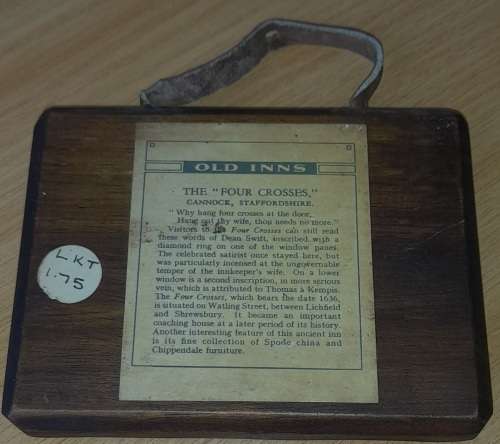 OLD INNS
THE "FOUR CROSSES,"
CANNOCK, STAFFORDSHIRE.
"Why hang four crosses at the door,
Hang out thy wife, thou needs no more."
Visitors to the Four Crosses can still read
these words of Dean Swift, inscribed with a
diamond ring on one of the window panes.
The celebrated satirist once stayed here, but
was particularly incensed at the ungovernable
temper of the innkeeper's wife. On a lower
window is a second inscription, in more serious
vein, which is attributed to Thomas à Kempis.
The Four Crosses, which bears the date 1636,
is situated on Watling Street, between Lichfield
and Shrewsbury. It became an important
coaching house at a later period of its history.
Another interesting feature of this ancient inn
is its fine collection of Spode china and
Chippendale furniture.
LKT
1.75